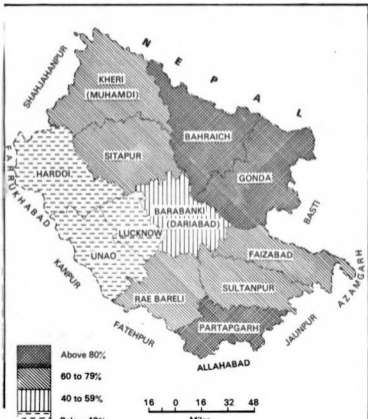 NEPAL
SHAHJAHANPUR
KHERI
(MUHAMDI)
BAHRAICH
SITAPUR
HARDOI
GONDA
FARRUKHABAD
BARABANKI
(DARIABAD)
BASTI
LUCKNOW
UNAO
FAIZABAD
KANPUR
SULTANPUR
AZAMGARH
RAE BARELI
JAUNPUR
FATEHPUR
PARTAPGARH
ALLAHABAD
Above 80%
60 to 79%
40 to 59%
16 0 16 32 48
Miles